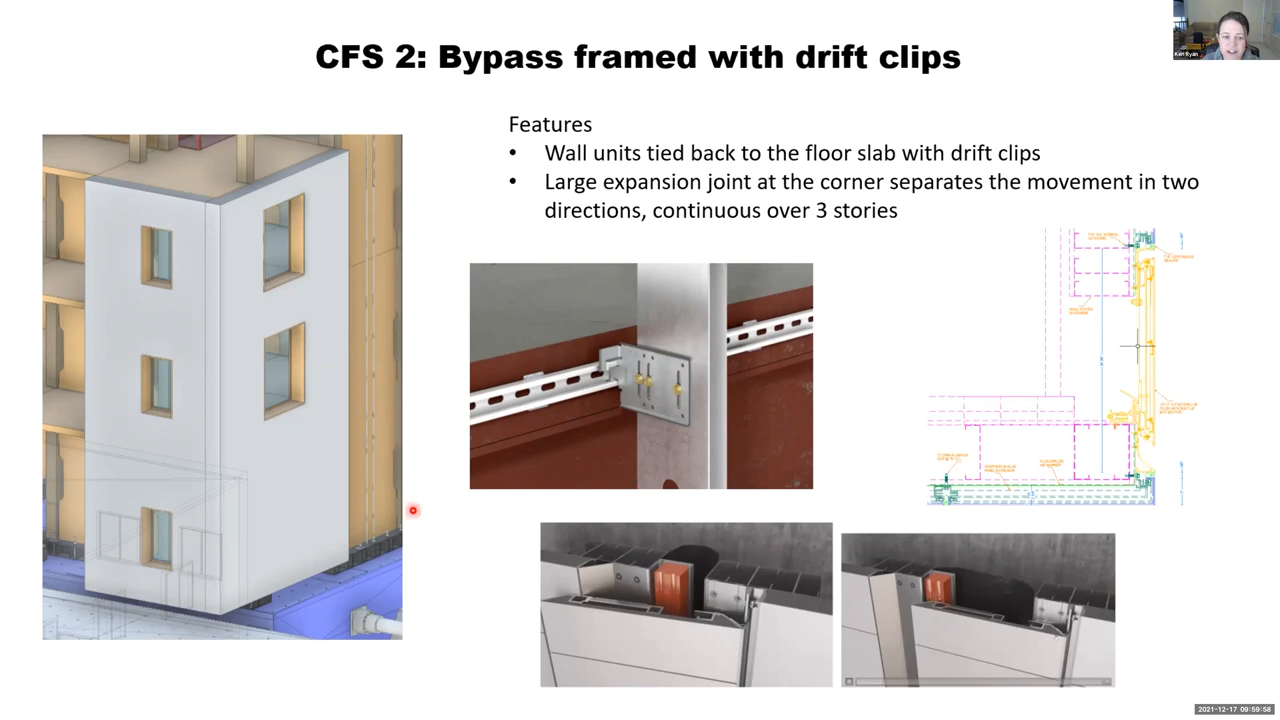 CFS 2: Bypass framed with drift clips
Keri Ryan
Features
• Wall units tied back to the floor slab with drift clips
• Large expansion joint at the corner separates the movement in two
directions, continuous over 3 stories
2021-12-17 09:59:58